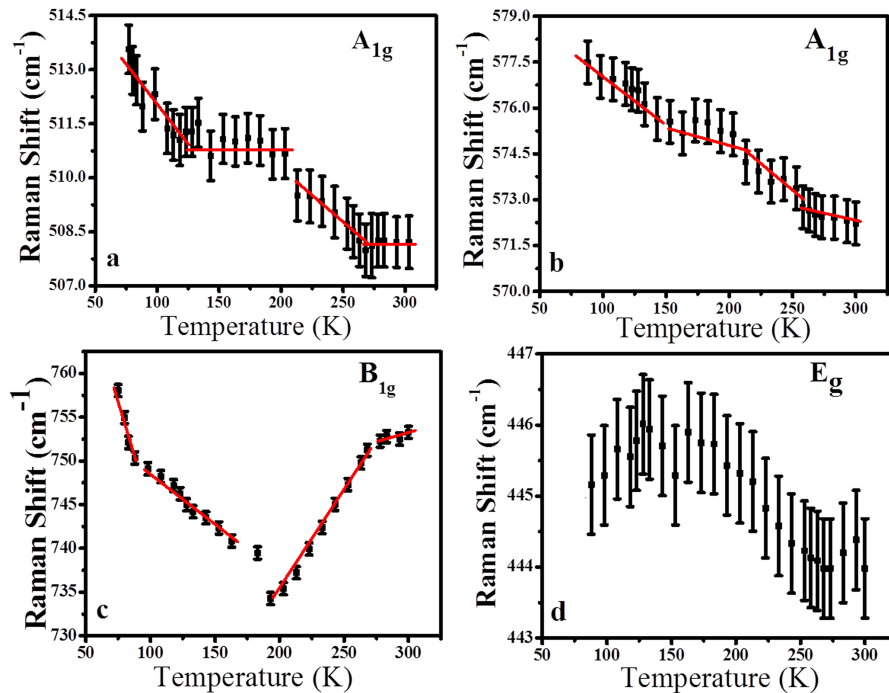 514.5
513.0
511.5
510.0
508.5
507.0
Raman Shift (cm⁻¹)
A1g
a
50 100 150 200 250 300
Temperature (K)
579.0
577.5
576.0
574.5
573.0
571.5
570.0
Raman Shift (cm⁻¹)
A1g
b
50 100 150 200 250 300
Temperature (K)
760
755
750
745
740
735
730
Raman Shift (cm⁻¹)
B1g
c
50 100 150 200 250 300
Temperature (K)
447
446
445
444
443
Raman Shift (cm⁻¹)
Eg
d
50 100 150 200 250 300
Temperature (K)